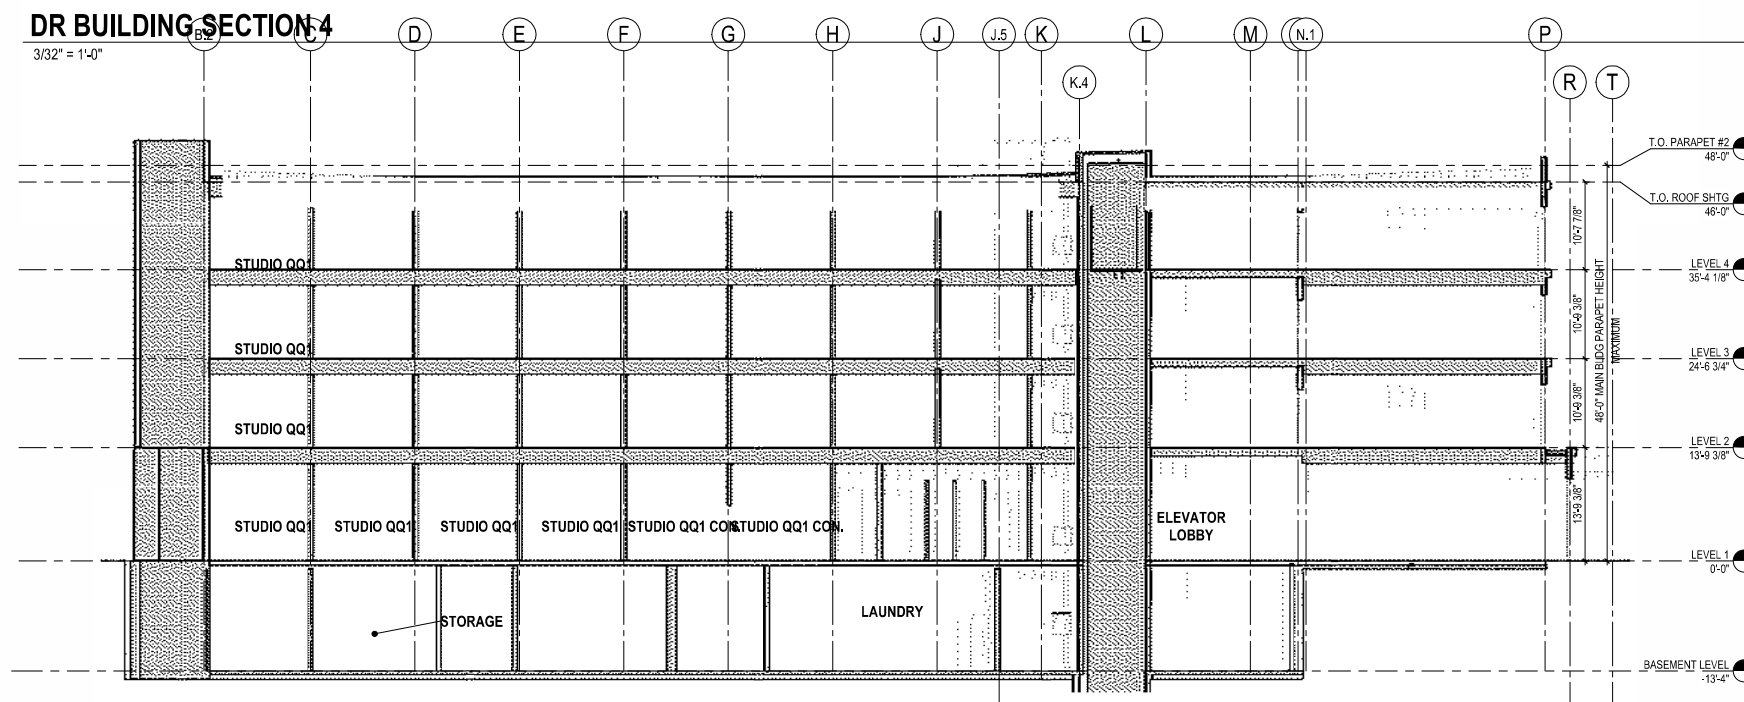 DR BUILDING SECTION 4
3/32" = 1'-0"
B.2
C
D
E
F
G
H
J
J.5
K
K.4
L
M
N.1
P
R
T
T.O. PARAPET #2
48'-0"
T.O. ROOF SHTG
46'-0"
10'-7 7/8"
STUDIO QQ1
LEVEL 4
35'-4 1/8"
10'-9 3/8"
48'-0" MAIN BLDG PARAPET HEIGHT
MAXIMUM
STUDIO QQ1
LEVEL 3
24'-6 3/4"
10'-9 3/8"
STUDIO QQ1
LEVEL 2
13'-9 3/8"
13'-9 3/8"
STUDIO QQ1
STUDIO QQ1
STUDIO QQ1
STUDIO QQ1
STUDIO QQ1 CON.
STUDIO QQ1 CON.
ELEVATOR
LOBBY
LEVEL 1
0'-0"
STORAGE
LAUNDRY
BASEMENT LEVEL
-13'-4"